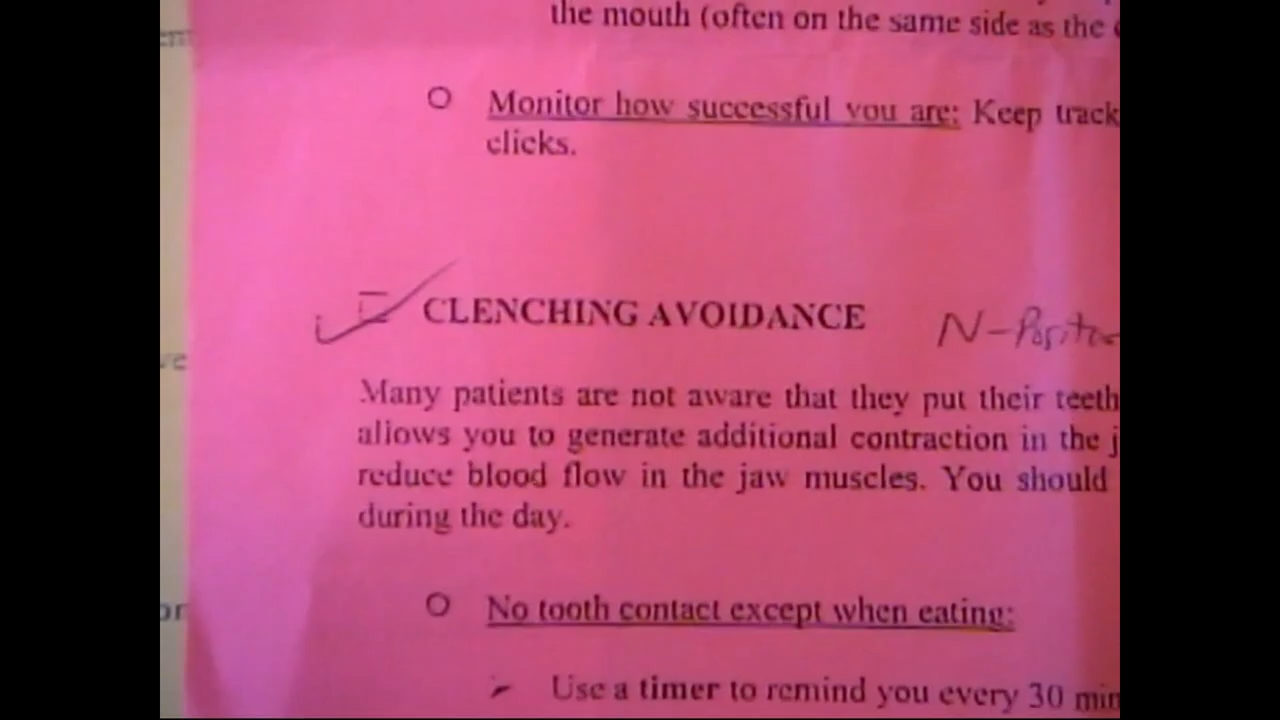 the mouth (often on the same side as the
Monitor how successful you are: Keep track
clicks.
CLENCHING AVOIDANCE N-Positio
Many patients are not aware that they put their teeth
allows you to generate additional contraction in the j
reduce blood flow in the jaw muscles. You should
during the day.
No tooth contact except when eating:
Use a timer to remind you every 30 min